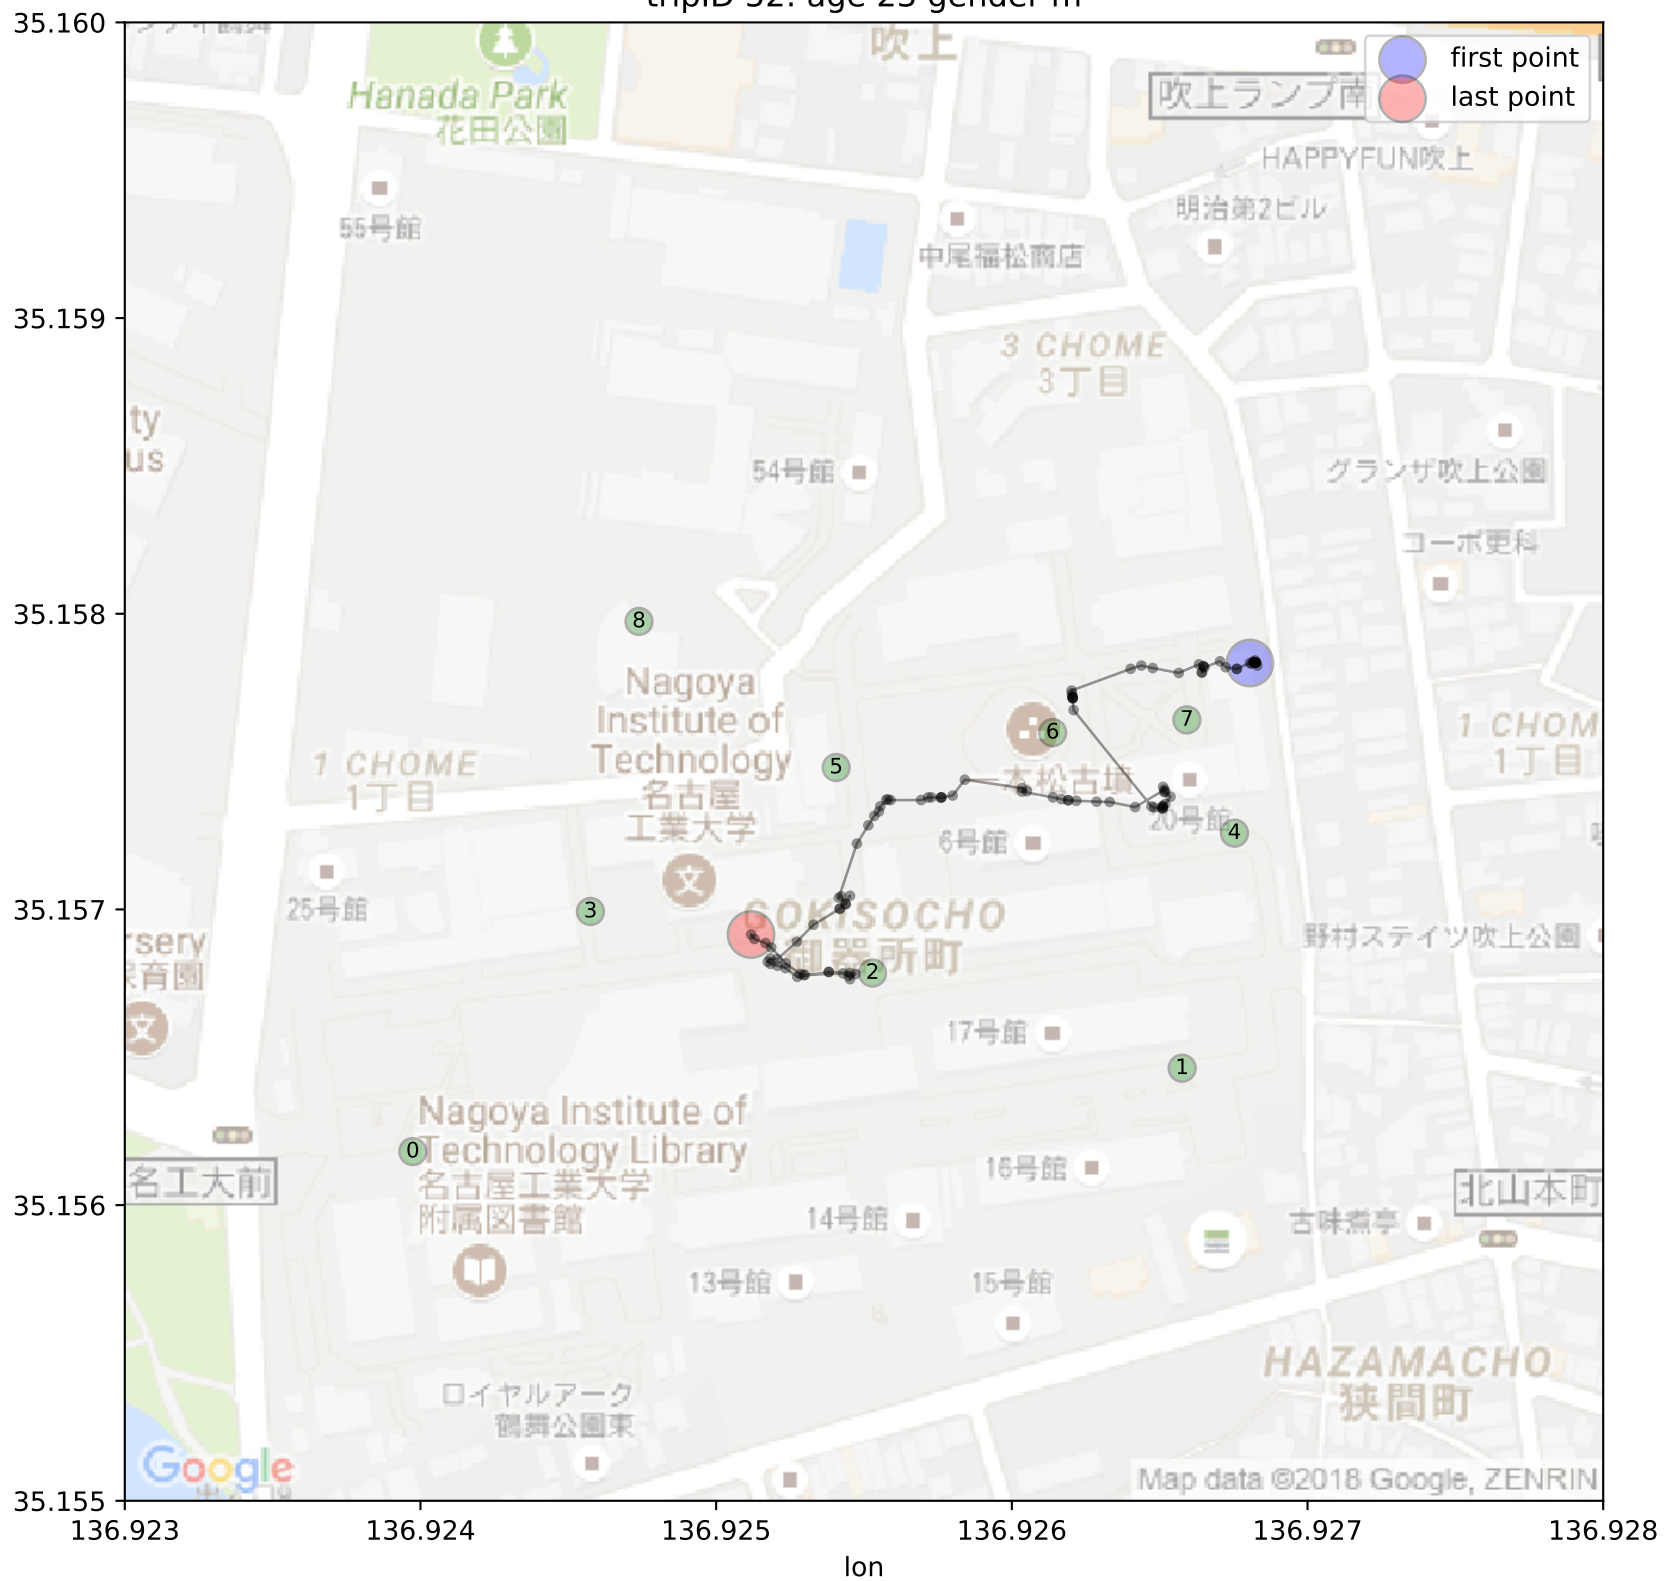 35.160
35.159
35.158
35.157
35.156
35.155
136.923
136.924
136.925
136.926
136.927
136.928
lon
first point
last point
吹上
Hanada Park
花田公園
吹上ランプ南
HAPPYFUN吹上
明治第2ビル
55号館
中尾福松商店
3 CHOME
3丁目
ty
us
54号館
グランザ吹上公園
コーポ更科
8
Nagoya
Institute of
Technology
名古屋
工業大学
7
6
5
1 CHOME
1丁目
1 CHOM
1丁目
本松古墳
20号館
4
6号館
25号館
3
GOKISOCHO
御器所町
野村ステイツ吹上公園
rsery
保育園
2
17号館
1
Nagoya Institute of
Technology Library
名古屋工業大学
附属図書館
0
名工大前
16号館
北山本町
14号館
古味煮亭
13号館
15号館
HAZAMACHO
狭間町
ロイヤルアーク
鶴舞公園東
Google
Map data ©2018 Google, ZENRIN